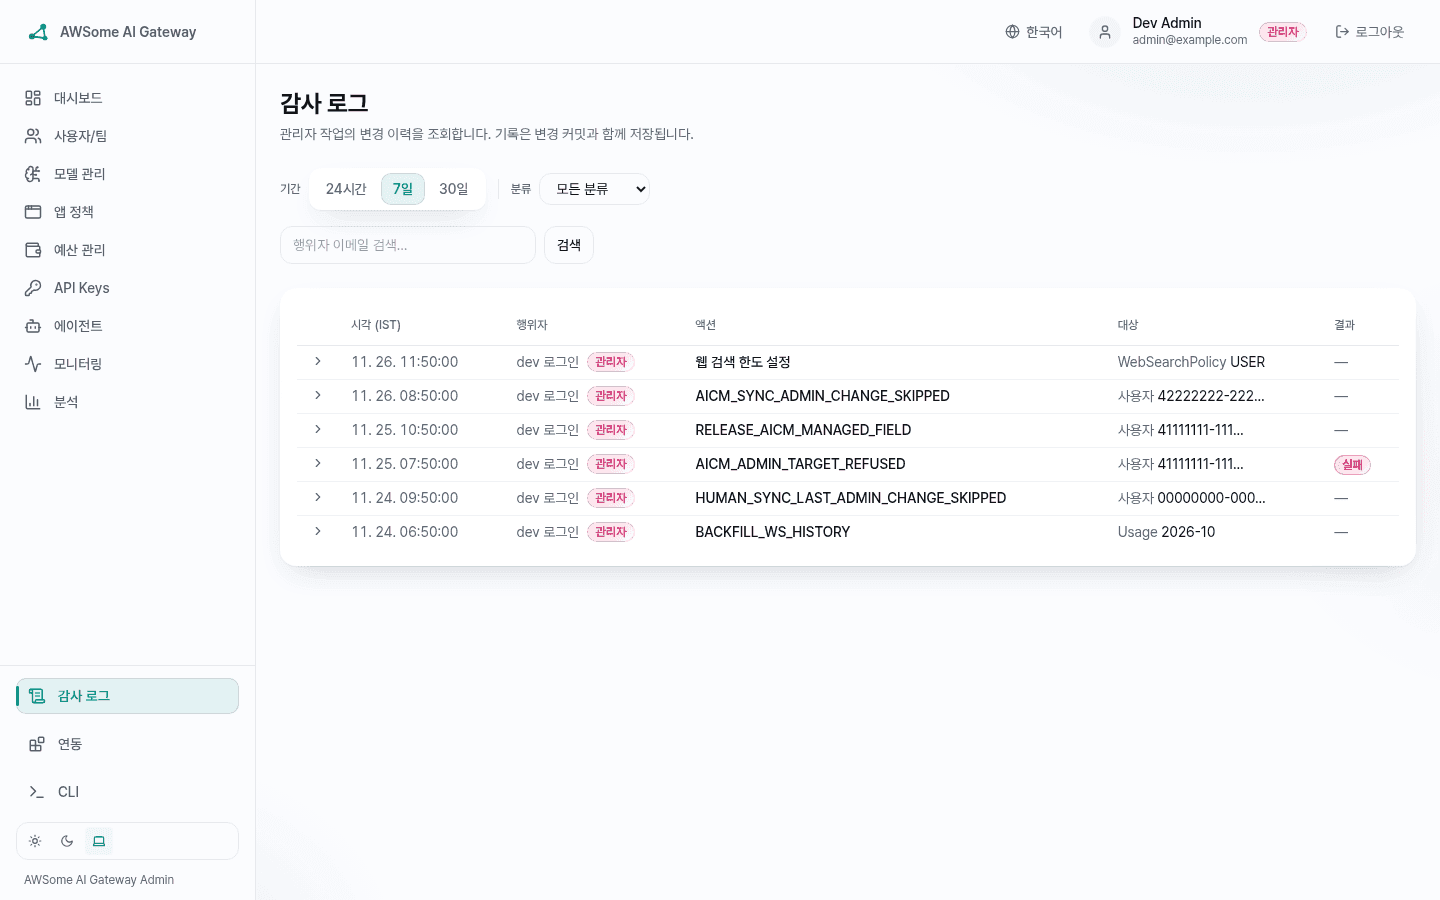 AWSome AI Gateway
한국어
Dev Admin
admin@example.com
관리자
로그아웃
대시보드
사용자/팀
모델 관리
앱 정책
예산 관리
API Keys
에이전트
모니터링
분석
감사 로그
관리자 작업의 변경 이력을 조회합니다. 기록은 변경 커밋과 함께 저장됩니다.
기간 24시간 7일 30일 분류 모든 분류
행위자 이메일 검색... 검색
시각 (IST) 행위자 액션 대상 결과
11. 26. 11:50:00 dev 로그인 관리자 웹 검색 한도 설정 WebSearchPolicy USER —
11. 26. 08:50:00 dev 로그인 관리자 AICM_SYNC_ADMIN_CHANGE_SKIPPED 사용자 42222222-222... —
11. 25. 10:50:00 dev 로그인 관리자 RELEASE_AICM_MANAGED_FIELD 사용자 41111111-111... —
11. 25. 07:50:00 dev 로그인 관리자 AICM_ADMIN_TARGET_REFUSED 사용자 41111111-111... 실패
11. 24. 09:50:00 dev 로그인 관리자 HUMAN_SYNC_LAST_ADMIN_CHANGE_SKIPPED 사용자 00000000-000... —
11. 24. 06:50:00 dev 로그인 관리자 BACKFILL_WS_HISTORY Usage 2026-10 —
감사 로그
연동
CLI
AWSome AI Gateway Admin